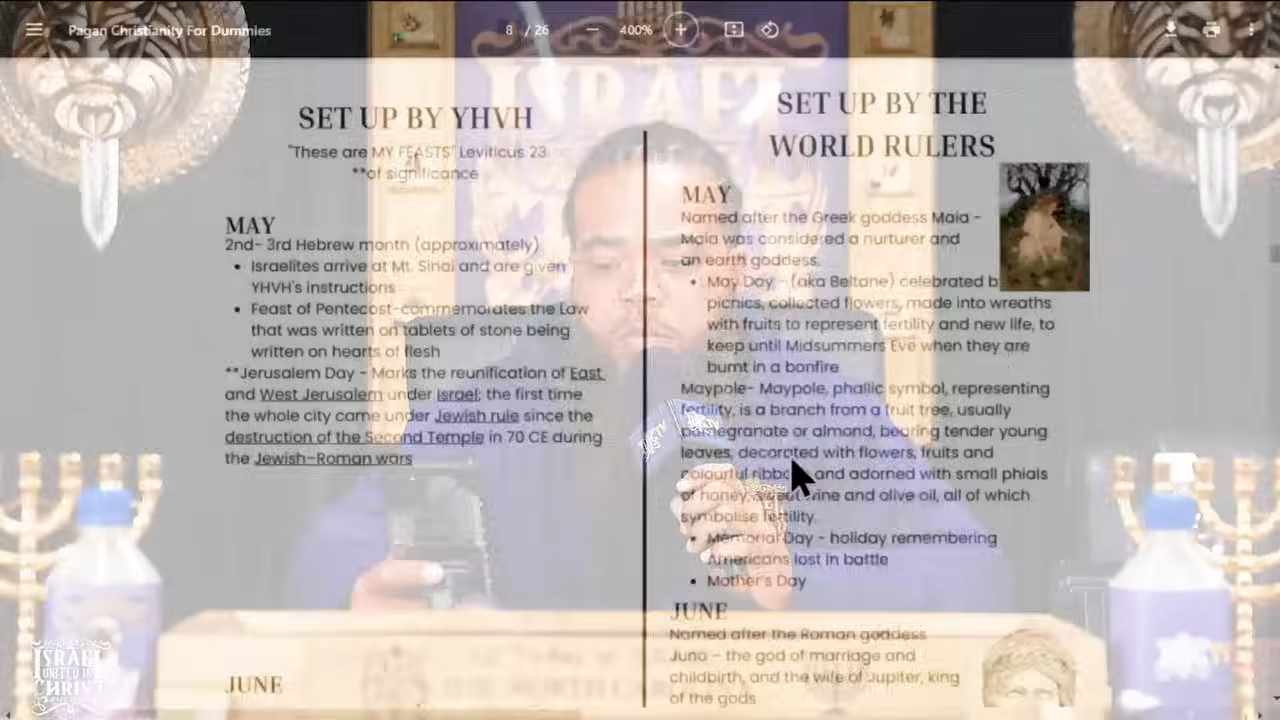 Pagan Christianity For Dummies
8 / 26
400%
SET UP BY YHVH
"These are MY FEASTS" Leviticus 23
**of significance
MAY
2nd- 3rd Hebrew month (approximately)
• Israelites arrive at Mt. Sinai and are given
YHVH's instructions
• Feast of Pentecost-commemorates the Law
that was written on tablets of stone being
written on hearts of flesh
**Jerusalem Day - Marks the reunification of East
and West Jerusalem under Israel; the first time
the whole city came under Jewish rule since the
destruction of the Second Temple in 70 CE during
the Jewish–Roman wars
JUNE
SET UP BY THE
WORLD RULERS
MAY
Named after the Greek goddess Maia -
Maia was considered a nurturer and
an earth goddess.
• May Day - (aka Beltane) celebrated b
picnics, collected flowers, made into wreaths
with fruits to represent fertility and new life, to
keep until Midsummers Eve when they are
burnt in a bonfire
Maypole- Maypole, phallic symbol, representing
fertility, is a branch from a fruit tree, usually
pomegranate or almond, bearing tender young
leaves, decorated with flowers, fruits and
colourful ribbo and adorned with small phials
of honey, sweet wine and olive oil, all of which
symbolise fertility.
• Memorial Day - holiday remembering
Americans lost in battle
• Mother's Day
JUNE
Named after the Roman goddess
Juno - the god of marriage and
childbirth, and the wife of Jupiter, king
of the gods
ISRAEL
UNITED IN
CHRIST
ISRAEL